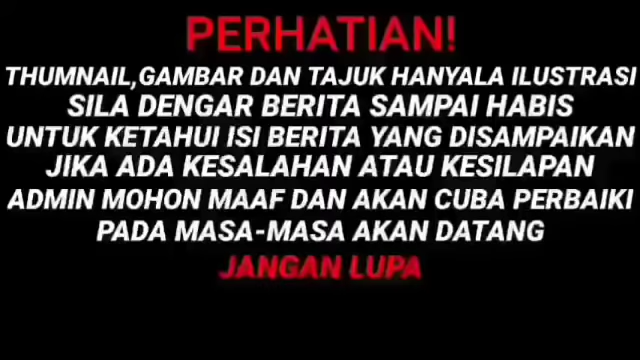 PERHATIAN!
THUMNAIL,GAMBAR DAN TAJUK HANYALA ILUSTRASI
SILA DENGAR BERITA SAMPAI HABIS
UNTUK KETAHUI ISI BERITA YANG DISAMPAIKAN
JIKA ADA KESALAHAN ATAU KESILAPAN
ADMIN MOHON MAAF DAN AKAN CUBA PERBAIKI
PADA MASA-MASA AKAN DATANG
JANGAN LUPA